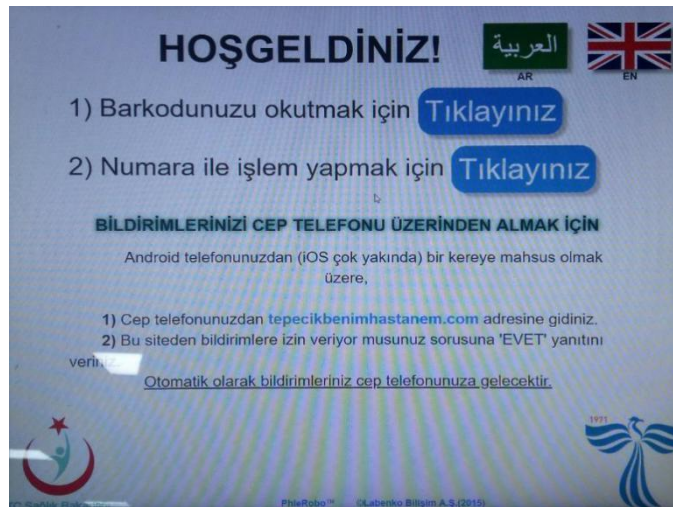 HOŞGELDİNİZ!
العربية
AR
EN
1) Barkodunuzu okutmak için Tıklayınız
2) Numara ile işlem yapmak için Tıklayınız
BİLDİRİMLERİNİZİ CEP TELEFONU ÜZERİNDEN ALMAK İÇİN
Android telefonunuzdan (iOS çok yakında) bir kereye mahsus olmak
üzere,
1) Cep telefonunuzdan tepecikbenimhastanem.com adresine gidiniz.
2) Bu siteden bildirimlere izin veriyor musunuz sorusuna 'EVET' yanıtını
veriniz.
Otomatik olarak bildirimleriniz cep telefonunuza gelecektir.
1971
TC Sağlık Bakanlığı
PhleRobo™ ©Labenko Bilişim A.Ş.(2015)